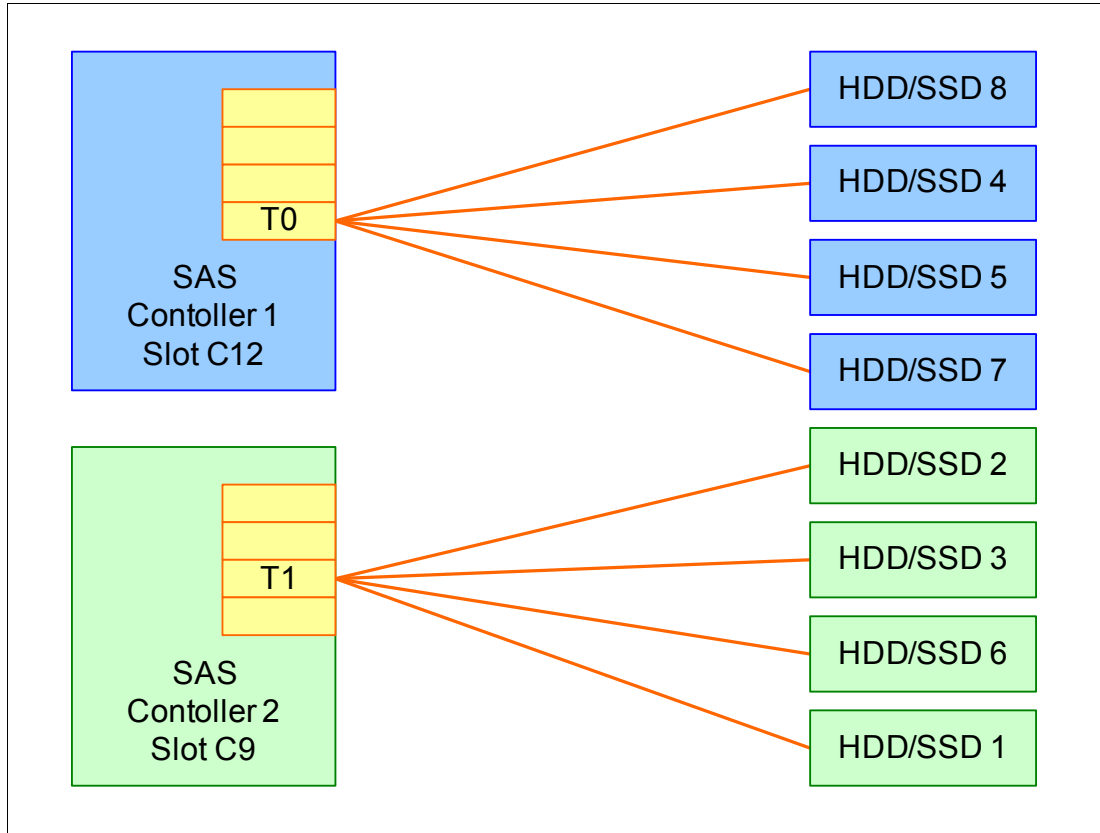 HDD/SSD 8
HDD/SSD 4
T0
HDD/SSD 5
SAS
Contoller 1
Slot C12
HDD/SSD 7
HDD/SSD 2
HDD/SSD 3
T1
HDD/SSD 6
SAS
Contoller 2
Slot C9
HDD/SSD 1